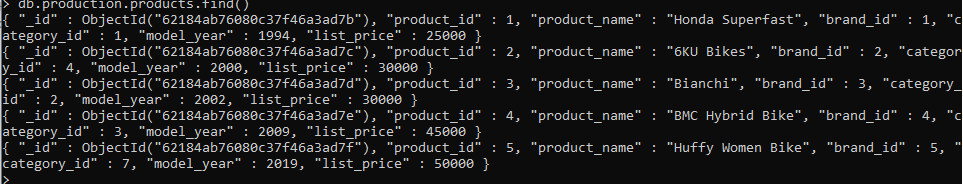 > db.production.products.find()
{ "_id" : ObjectId("62184ab76080c37f46a3ad7b"), "product_id" : 1, "product_name" : "Honda Superfast", "brand_id" : 1, "c
ategory_id" : 1, "model_year" : 1994, "list_price" : 25000 }
{ "_id" : ObjectId("62184ab76080c37f46a3ad7c"), "product_id" : 2, "product_name" : "6KU Bikes", "brand_id" : 2, "categor
y_id" : 4, "model_year" : 2000, "list_price" : 30000 }
{ "_id" : ObjectId("62184ab76080c37f46a3ad7d"), "product_id" : 3, "product_name" : "Bianchi", "brand_id" : 3, "category_
id" : 2, "model_year" : 2002, "list_price" : 30000 }
{ "_id" : ObjectId("62184ab76080c37f46a3ad7e"), "product_id" : 4, "product_name" : "BMC Hybrid Bike", "brand_id" : 4, "c
ategory_id" : 3, "model_year" : 2009, "list_price" : 45000 }
{ "_id" : ObjectId("62184ab76080c37f46a3ad7f"), "product_id" : 5, "product_name" : "Huffy Women Bike", "brand_id" : 5, "
category_id" : 7, "model_year" : 2019, "list_price" : 50000 }
>